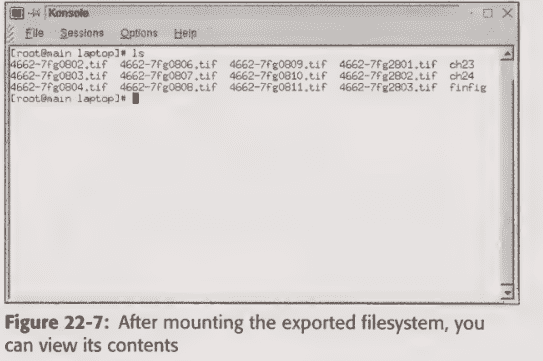 Konsole
File Sessions Options Help
[root@main laptop]# ls
4662-7fg0802.tif 4662-7fg0806.tif 4662-7fg0809.tif 4662-7fg2801.tif ch23
4662-7fg0803.tif 4662-7fg0807.tif 4662-7fg0810.tif 4662-7fg2802.tif ch24
4662-7fg0804.tif 4662-7fg0808.tif 4662-7fg0811.tif 4662-7fg2803.tif finfig
[root@main laptop]#
Figure 22-7: After mounting the exported filesystem, you
can view its contents